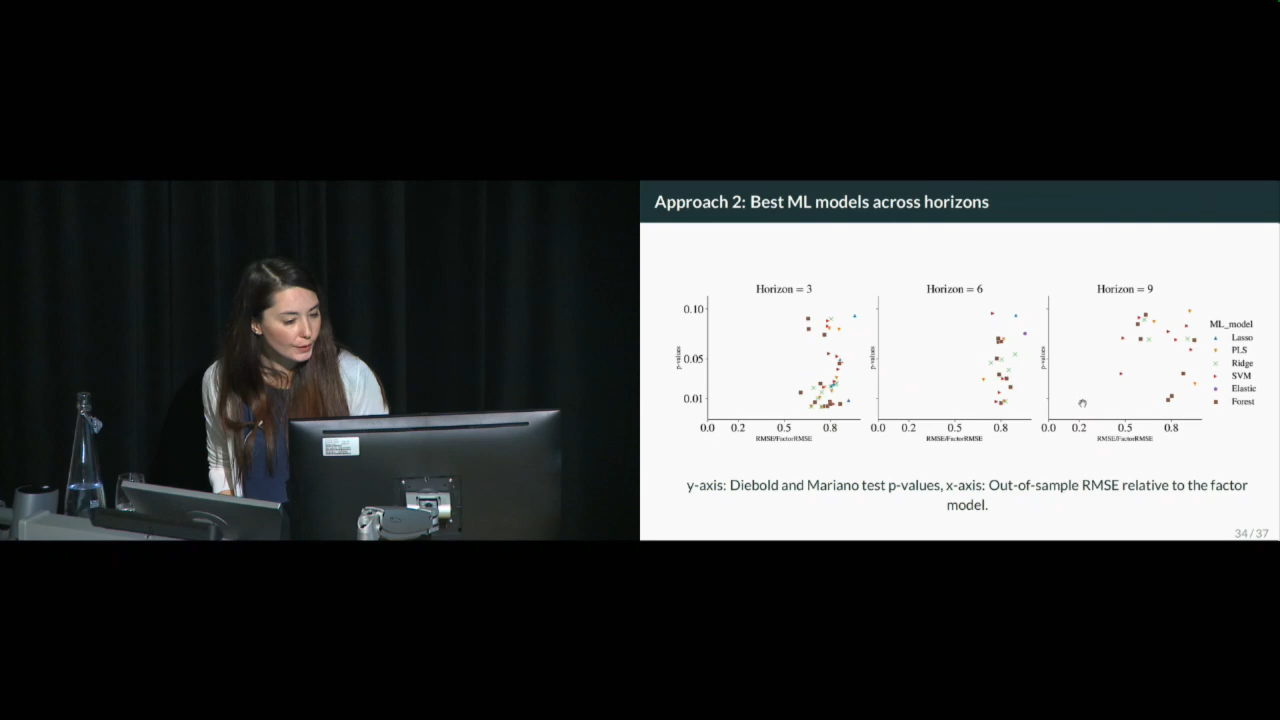 Approach 2: Best ML models across horizons
Horizon = 3
Horizon = 6
Horizon = 9
0.10
0.05
0.01
p-values
p-values
p-values
0.0 0.2 0.5 0.8
0.0 0.2 0.5 0.8
0.0 0.2 0.5 0.8
RMSE/FactorRMSE
RMSE/FactorRMSE
RMSE/FactorRMSE
ML_model
Lasso
PLS
Ridge
SVM
Elastic
Forest
y-axis: Diebold and Mariano test p-values, x-axis: Out-of-sample RMSE relative to the factor
model.
34/37